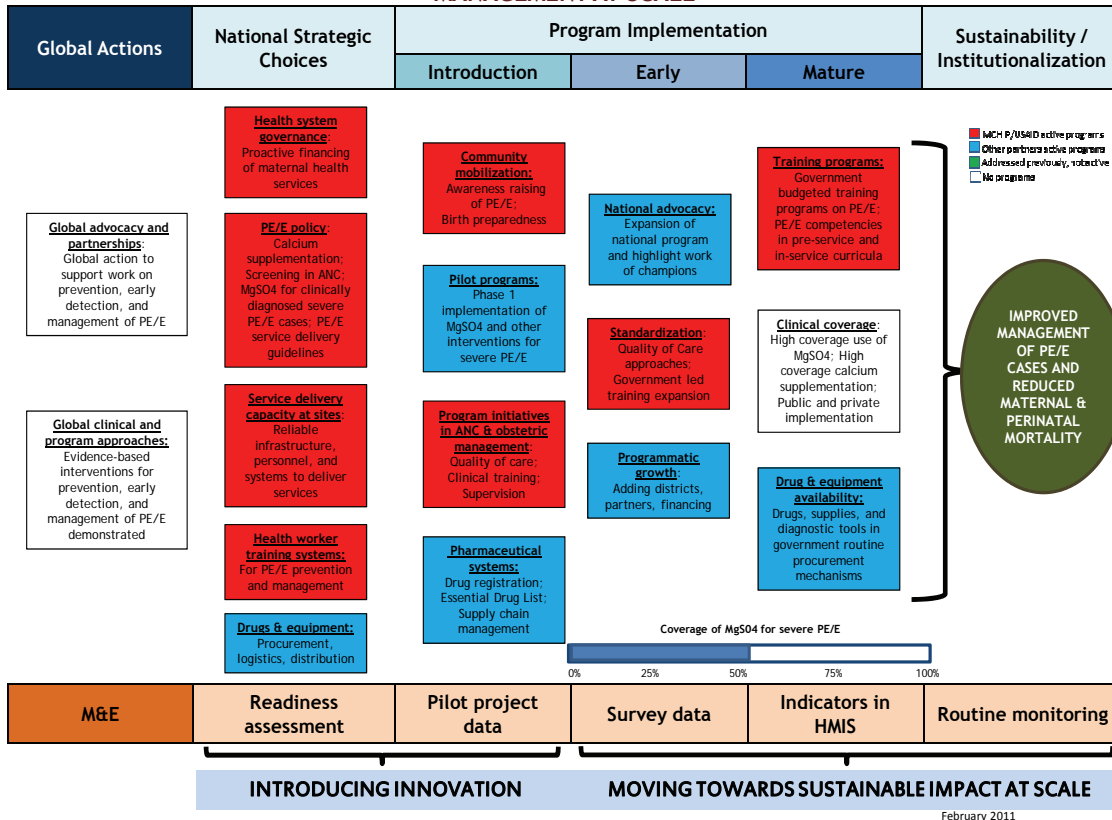 MANAGEMENT AT SCALE
Global Actions
National Strategic
Choices
Program Implementation
Introduction
Early
Mature
Sustainability /
Institutionalization
Global advocacy and
partnerships:
Global action to
support work on
prevention, early
detection, and
management of PE/E
Global clinical and
program approaches:
Evidence-based
interventions for
prevention, early
detection, and
management of PE/E
demonstrated
Health system
governance:
Proactive financing
of maternal health
services
PE/E policy:
Calcium
supplementation;
Screening in ANC;
MgSO4 for clinically
diagnosed severe
PE/E cases; PE/E
service delivery
guidelines
Service delivery
capacity at sites:
Reliable
infrastructure,
personnel, and
systems to deliver
services
Health worker
training systems:
For PE/E prevention
and management
Drugs & equipment:
Procurement,
logistics, distribution
Community
mobilization:
Awareness raising
of PE/E;
Birth preparedness
Pilot programs:
Phase 1
implementation of
MgSO4 and other
interventions for
severe PE/E
Program initiatives
in ANC & obstetric
management:
Quality of care;
Clinical training;
Supervision
Pharmaceutical
systems:
Drug registration;
Essential Drug List;
Supply chain
management
National advocacy:
Expansion of
national program
and highlight work
of champions
Standardization:
Quality of Care
approaches;
Government led
training expansion
Programmatic
growth:
Adding districts,
partners, financing
Training programs:
Government
budgeted training
programs on PE/E;
PE/E competencies
in pre-service and
in-service curricula
Clinical coverage:
High coverage use of
MgSO4; High
coverage calcium
supplementation;
Public and private
implementation
Drug & equipment
availability:
Drugs, supplies, and
diagnostic tools in
government routine
procurement
mechanisms
MCHIP/USAID active programs
Other partners active programs
Addressed previously, not active
No programs
IMPROVED
MANAGEMENT
OF PE/E
CASES AND
REDUCED
MATERNAL &
PERINATAL
MORTALITY
Coverage of MgS04 for severe PE/E
0% 25% 50% 75% 100%
M&E
Readiness
assessment
Pilot project
data
Survey data
Indicators in
HMIS
Routine monitoring
INTRODUCING INNOVATION
MOVING TOWARDS SUSTAINABLE IMPACT AT SCALE
February 2011